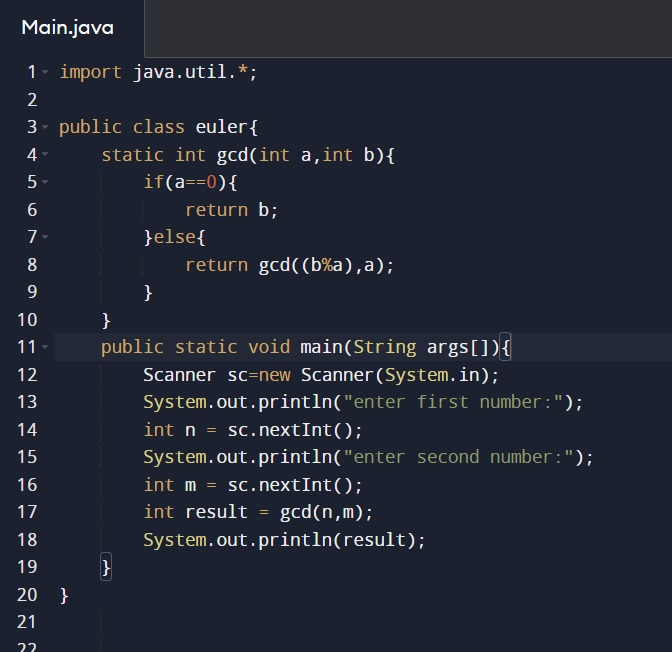 Main.java
1 import java.util.*;
2
3 public class euler{
4     static int gcd(int a,int b){
5         if(a==0){
6             return b;
7         }else{
8             return gcd((b%a),a);
9         }
10     }
11     public static void main(String args[]){
12         Scanner sc=new Scanner(System.in);
13         System.out.println("enter first number:");
14         int n = sc.nextInt();
15         System.out.println("enter second number:");
16         int m = sc.nextInt();
17         int result = gcd(n,m);
18         System.out.println(result);
19     }
20 }
21
22